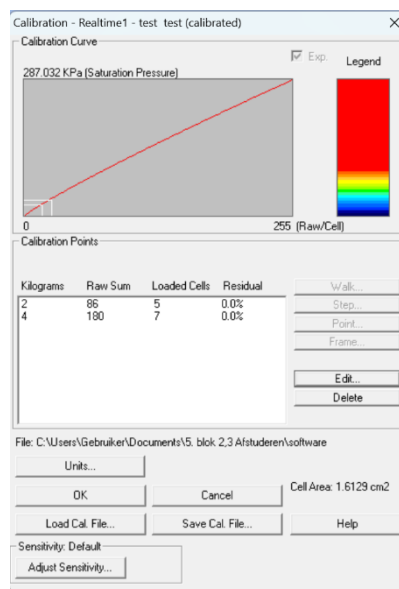 Calibration - Realtime1 - test test (calibrated)
Calibration Curve
Exp.
Legend
287.032 KPa (Saturation Pressure)
0
255 (Raw/Cell)
Calibration Points
Kilograms Raw Sum Loaded Cells Residual
2 86 5 0.0%
4 180 7 0.0%
Walk...
Step...
Point...
Frame...
Edit...
Delete
File: C:\Users\Gebruiker\Documents\5. blok 2,3 Afstuderen\software
Units...
Cell Area: 1.6129 cm2
OK Cancel
Load Cal. File... Save Cal. File... Help
Sensitivity: Default
Adjust Sensitivity...